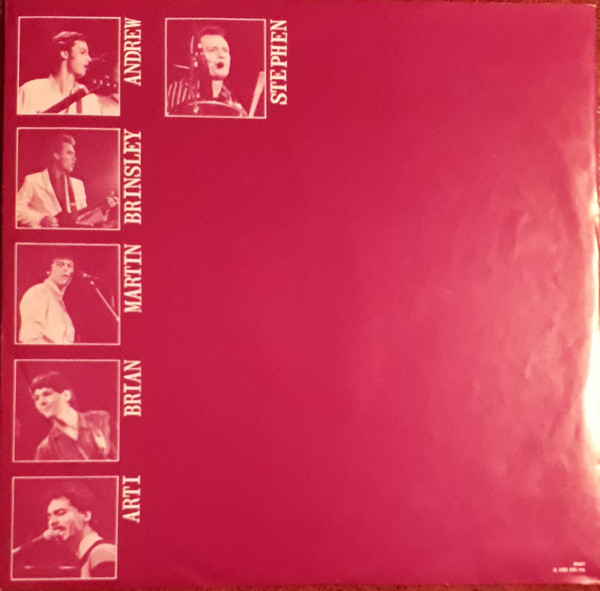 ANDREW
STEPHEN
BRINSLEY
MARTIN
BRIAN
ARTI